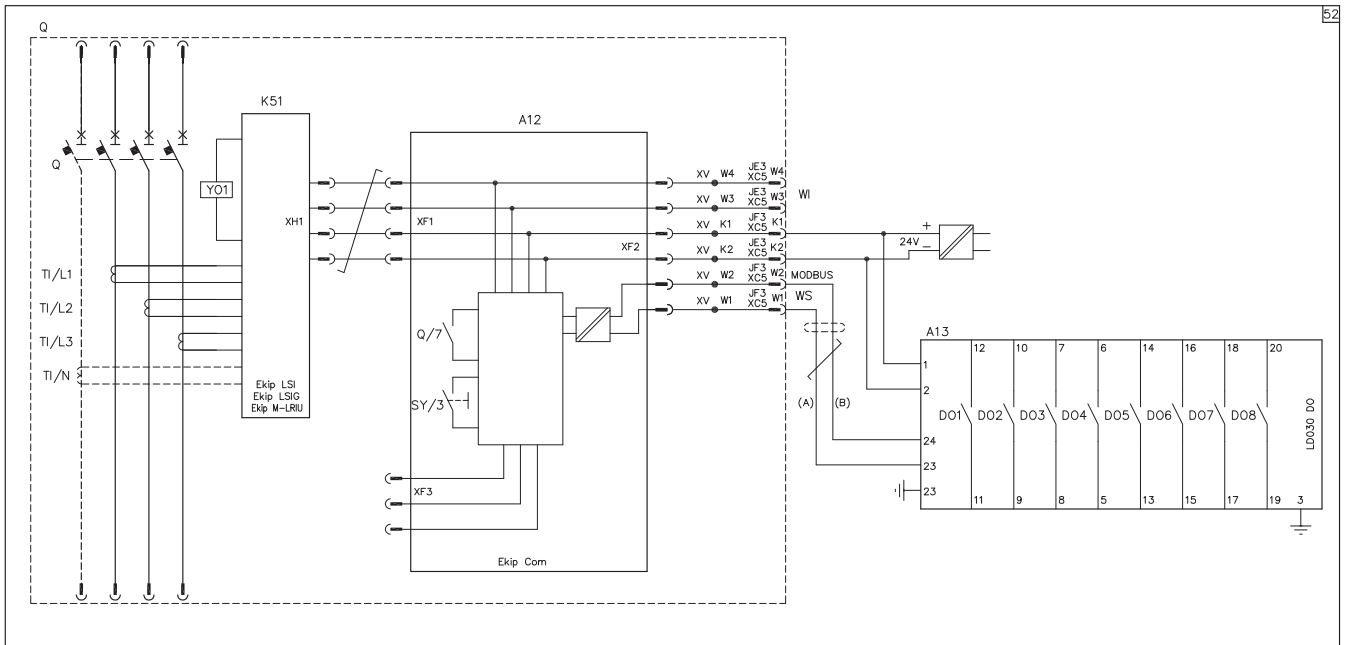 52
Q
K51
A12
Q
Y01
XH1
XF1
XF2
XV W4 JE3 XC5 W4
XV W3 JE3 XC5 W3
WI
XV K1 JF3 XC5 K1
XV K2 JE3 XC5 K2
XV W2 JF3 XC5 W2 MODBUS
XV W1 JF3 XC5 W1 WS
+
24V −
TI/L1
TI/L2
TI/L3
TI/N
Ekip LSI
Ekip LSIG
Ekip M-LRIU
Q/7
SY/3
XF3
Ekip Com
(A) (B)
A13
12 10 7 6 14 16 18 20
1
2
DO1 DO2 DO3 DO4 DO5 DO6 DO7 DO8
LD030 DO
24
23
23
11 9 8 5 13 15 17 19 3